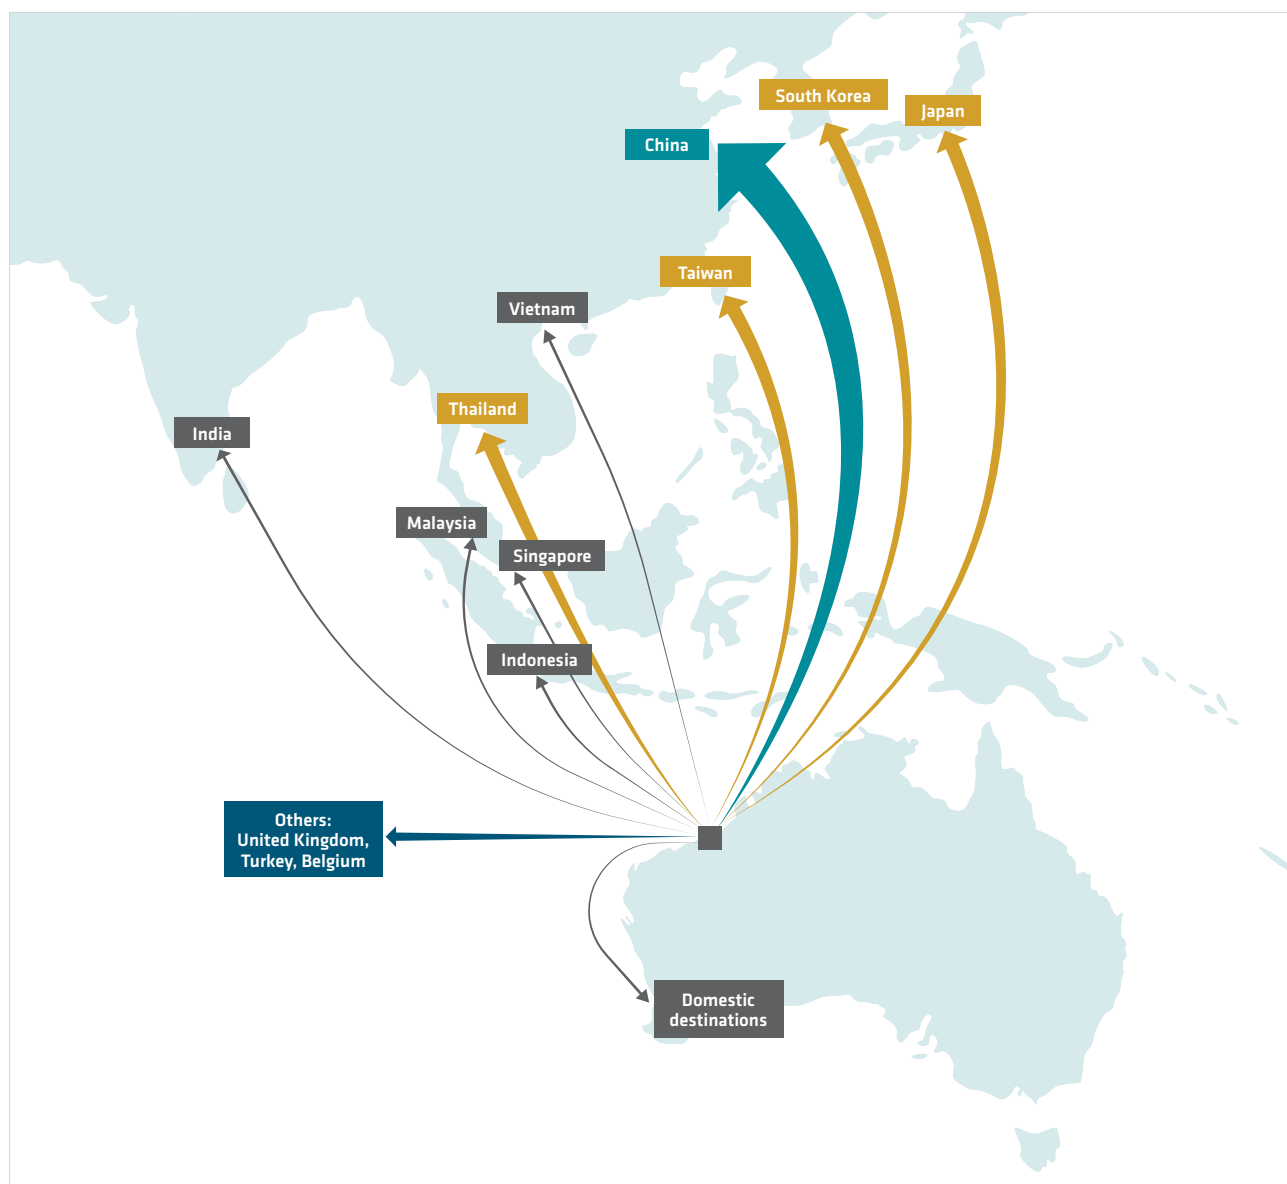 South Korea
Japan
China
Taiwan
Vietnam
Thailand
India
Malaysia
Singapore
Indonesia
Others:
United Kingdom,
Turkey, Belgium
Domestic
destinations